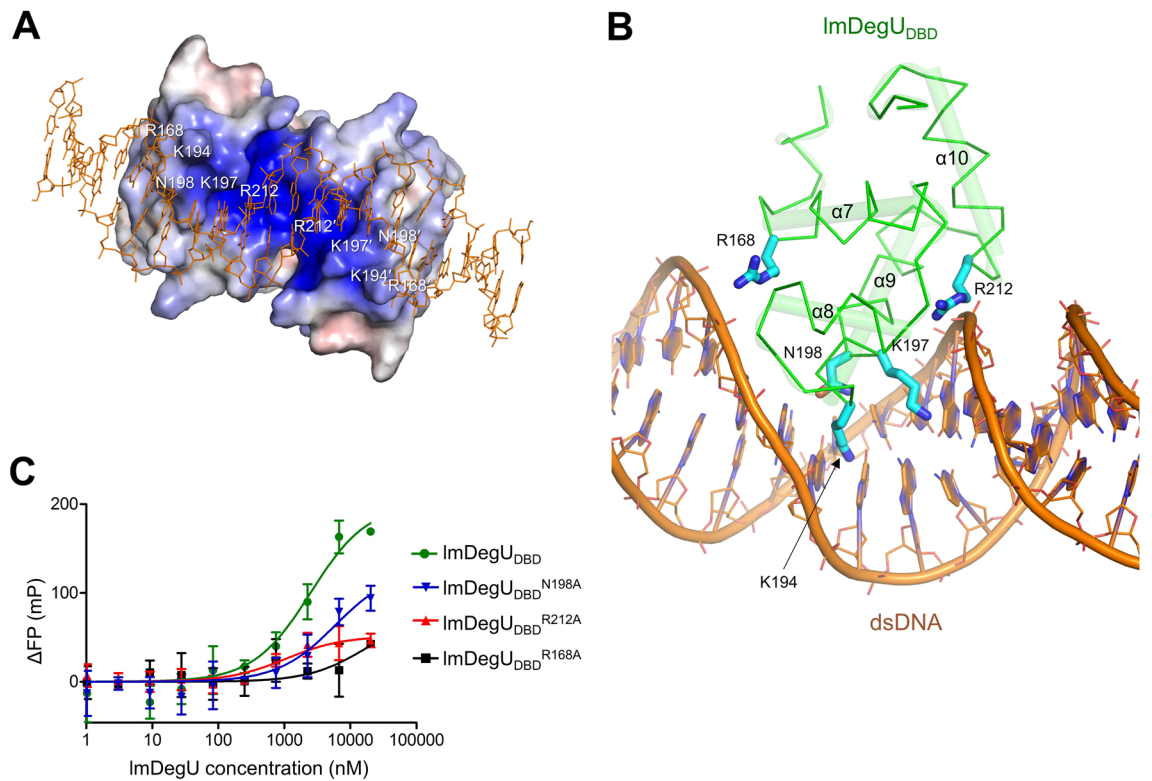 A
R168
K194
N198 K197
R212
R212′
K197′
N198′
K194′
R168
B
lmDegU_DBD
α10
α7
R168
α9
R212
α8
N198
K197
K194
dsDNA
C
200
100
0
ΔFP (mP)
1 10 100 1000 10000 100000
lmDegU concentration (nM)
lmDegU_DBD
lmDegU_DBD^N198A
lmDegU_DBD^R212A
lmDegU_DBD^R168A